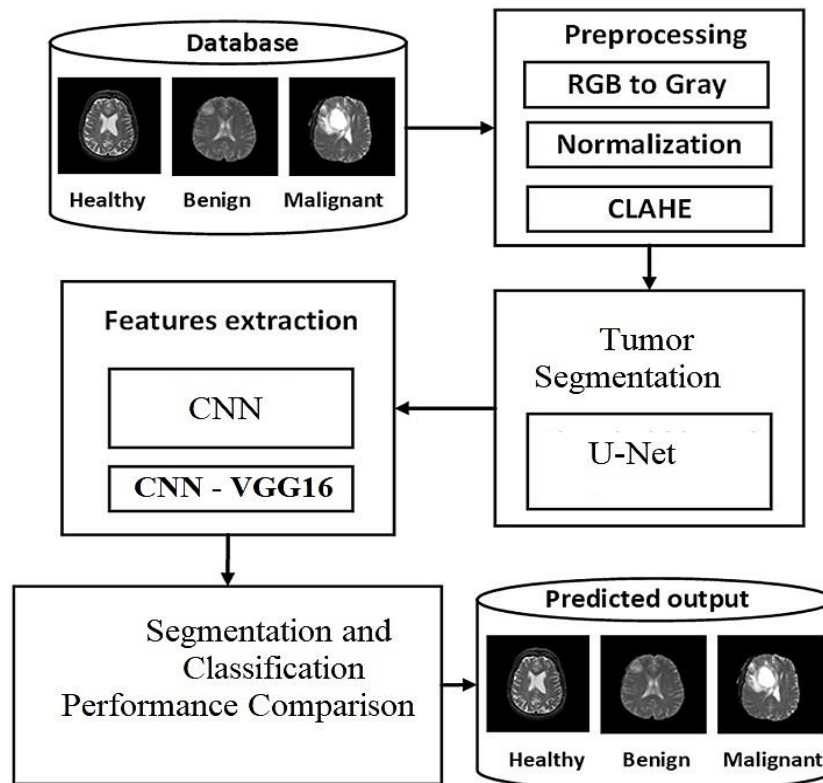 Database
Healthy Benign Malignant
Preprocessing
RGB to Gray
Normalization
CLAHE
Tumor
Segmentation
U-Net
Features extraction
CNN
CNN - VGG16
Segmentation and
Classification
Performance Comparison
Predicted output
Healthy Benign Malignant